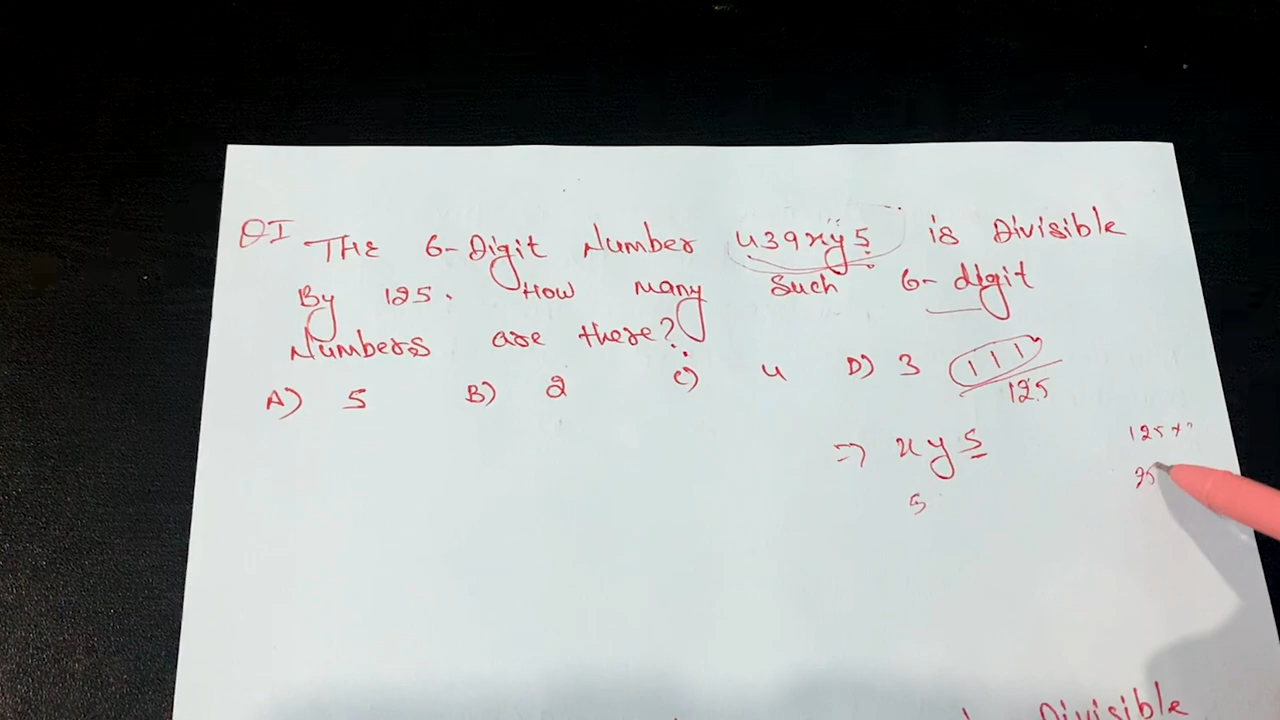 Q1 The 6-Digit Number 439xy5 is Divisible
By 125. How many Such 6-digit
Numbers are there?
A) 5 B) 2 C) 4 D) 3
125
⇒ xy5
5
125×
Divisible